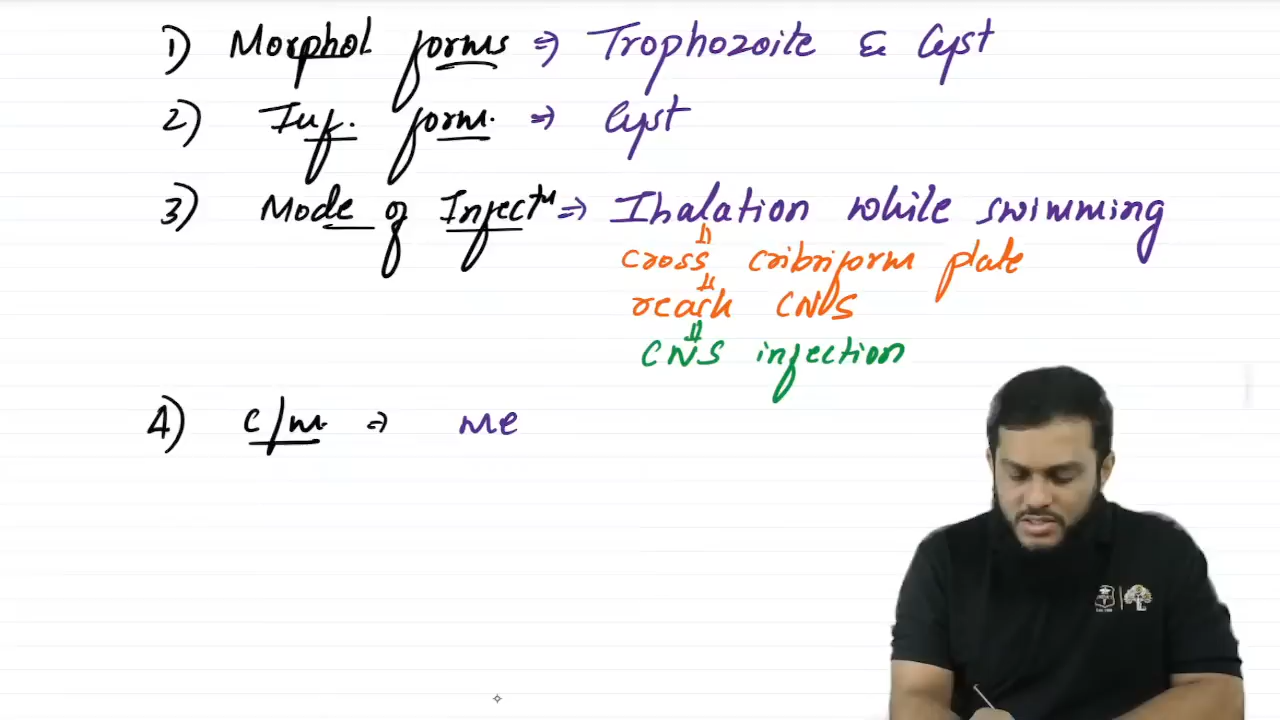 1) Morphol forms ⇒ Trophozoite & Cyst
2) Inf. form. ⇒ Cyst
3) Mode of Infectn ⇒ Ihalation while swimming
⇓
cross cribriform plate
⇓
reach CNS
⇓
CNS infection
4) C/m. ⇒ me